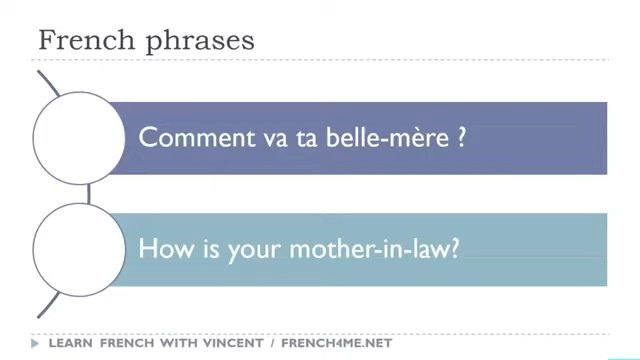 French phrases
Comment va ta belle-mère ?
How is your mother-in-law?
LEARN FRENCH WITH VINCENT / FRENCH4ME.NET